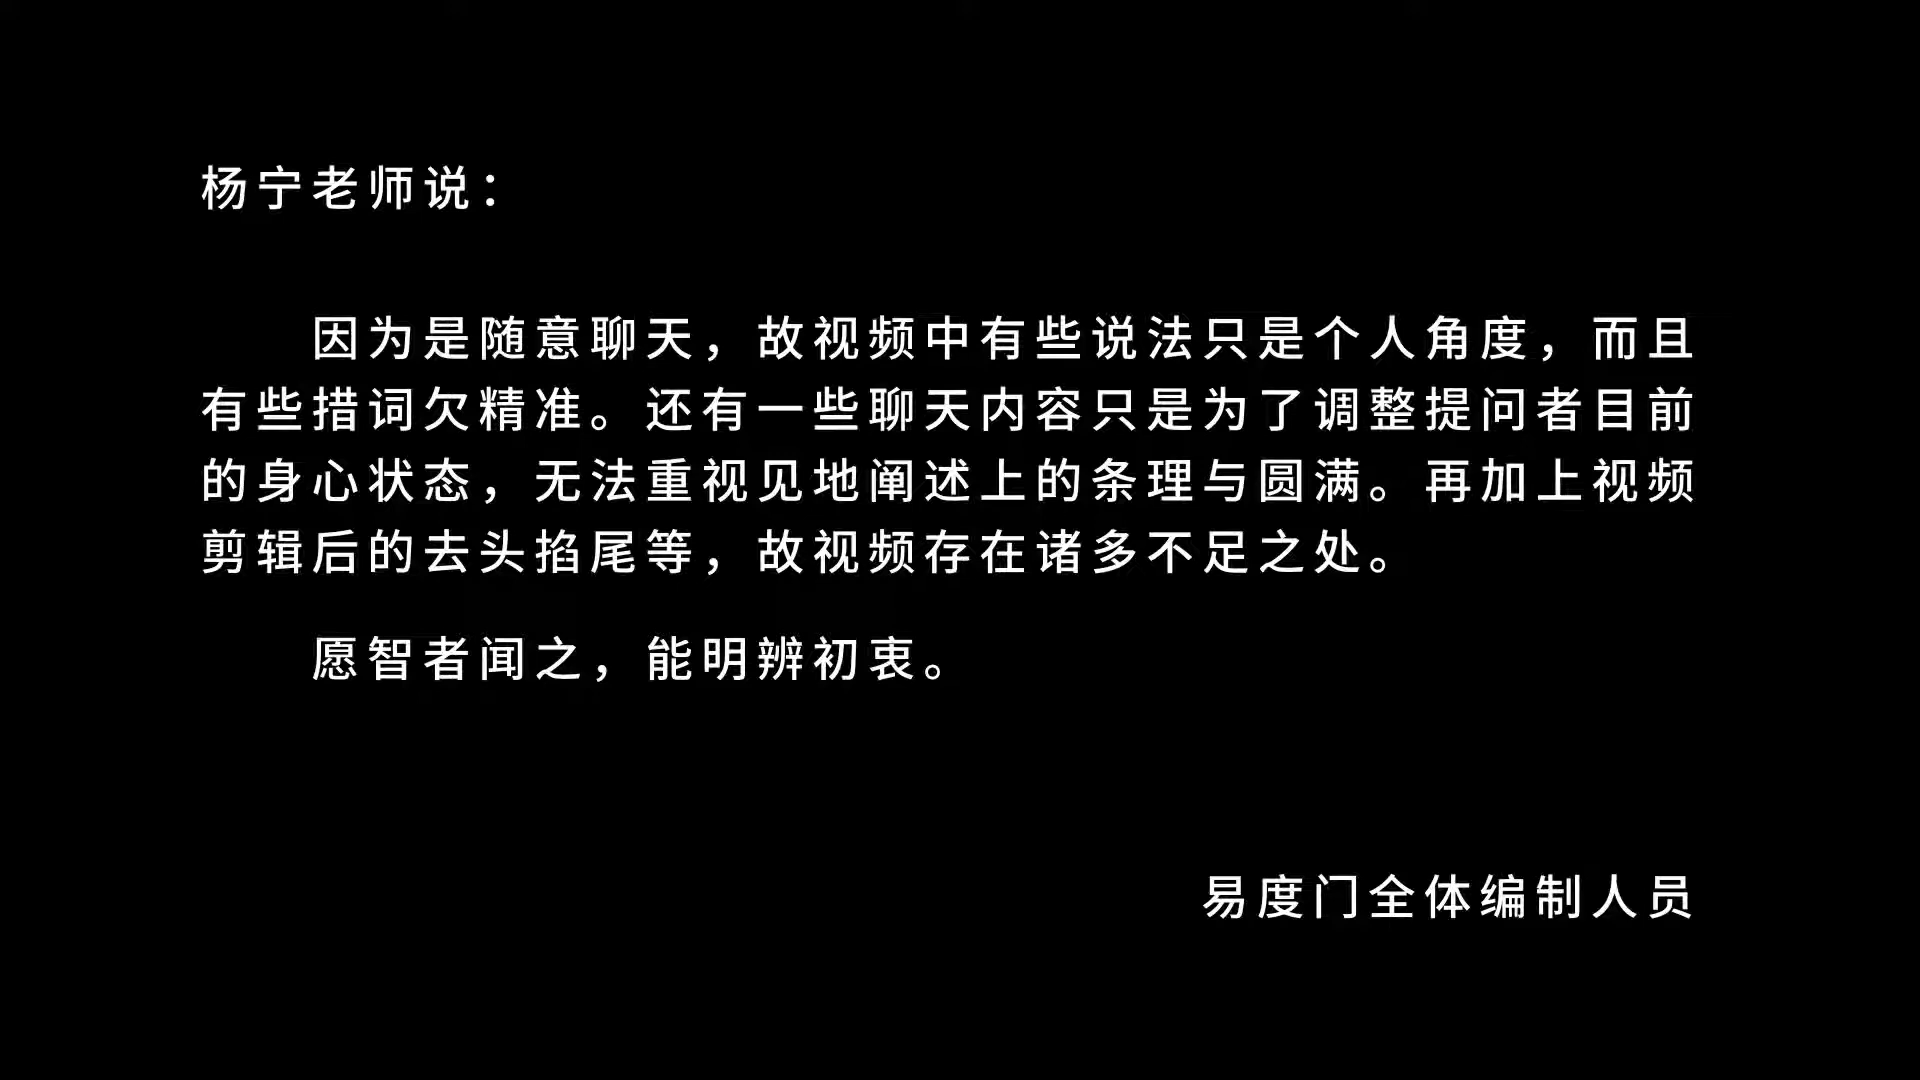 杨宁老师说：
因为是随意聊天，故视频中有些说法只是个人角度，而且
有些措词欠精准。还有一些聊天内容只是为了调整提问者目前
的身心状态，无法重视见地阐述上的条理与圆满。再加上视频
剪辑后的去头掐尾等，故视频存在诸多不足之处。
愿智者闻之，能明辨初衷。
易度门全体编制人员